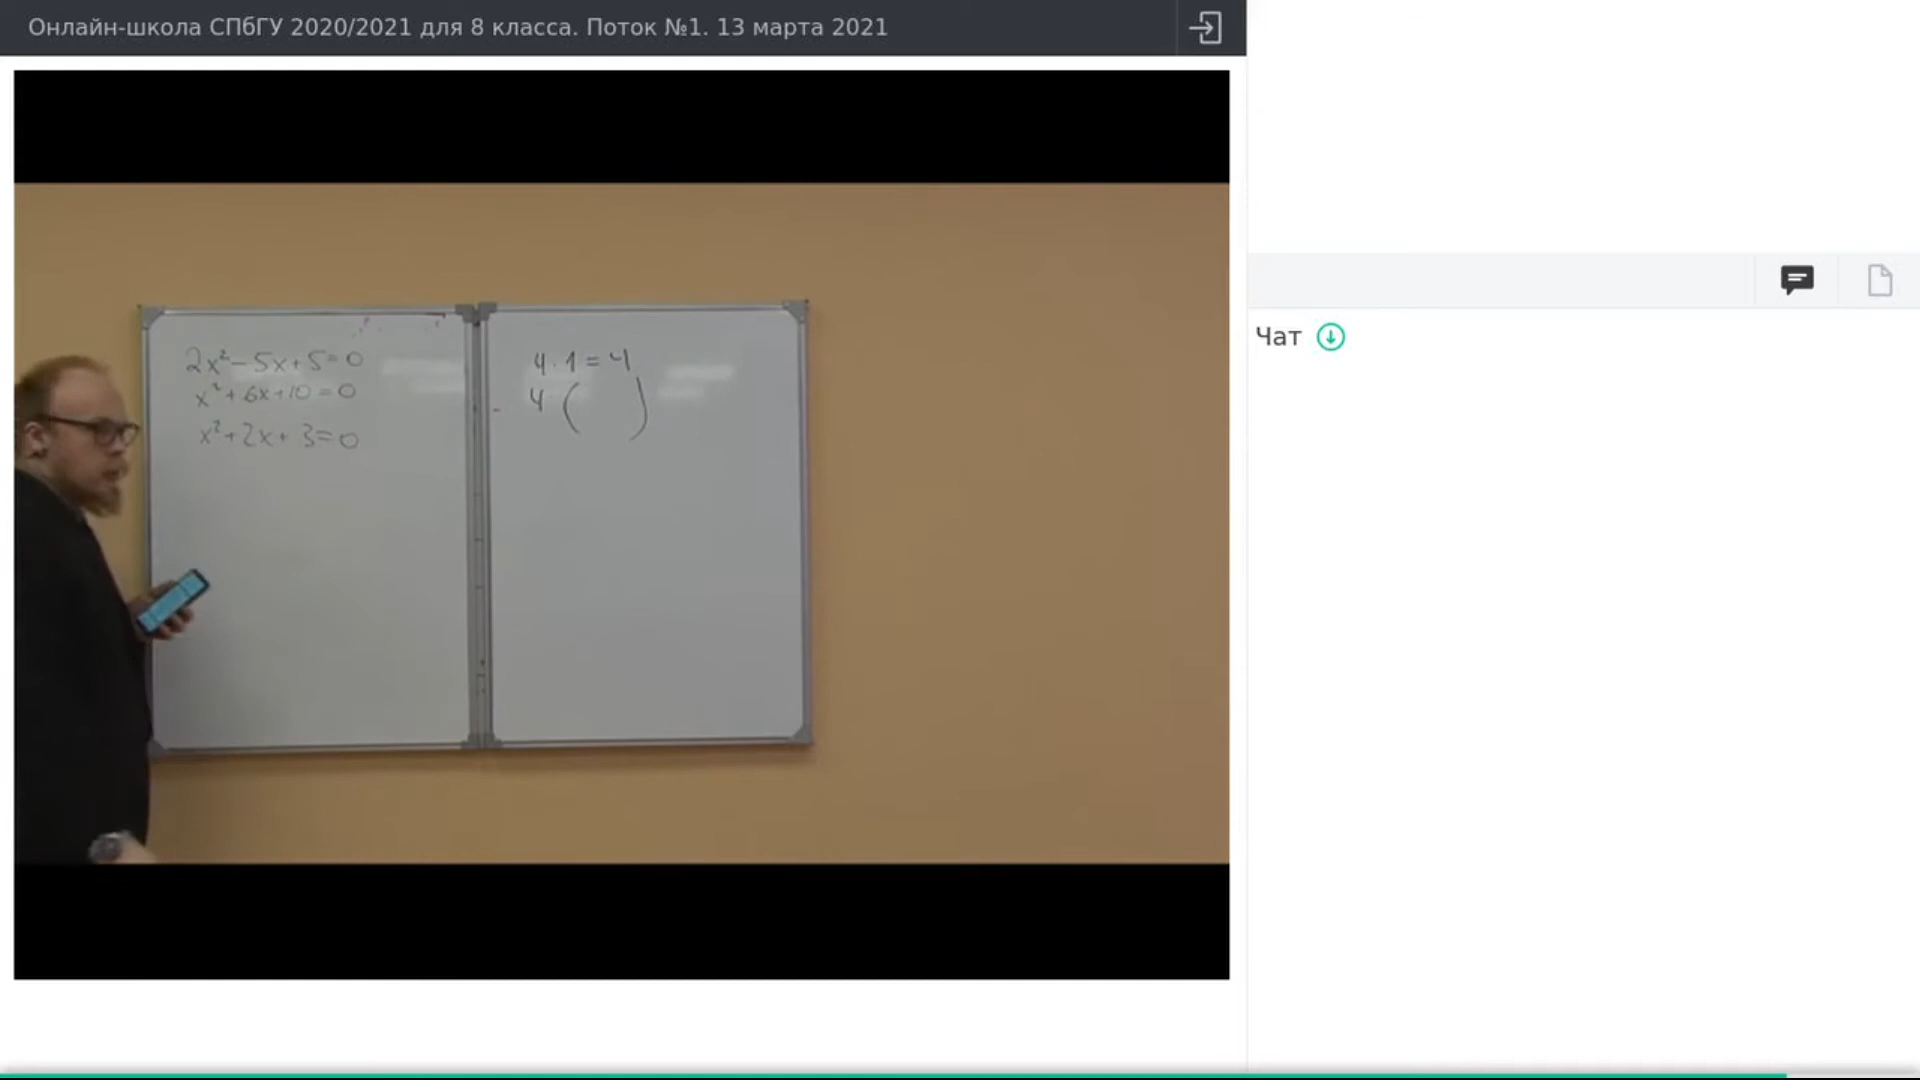 Онлайн-школа СПбГУ 2020/2021 для 8 класса. Поток №1. 13 марта 2021
2x² - 5x + 5 = 0
x² + 6x + 10 = 0
x² + 2x + 3 = 0
4 · 1 = 4
4 (      )
Чат